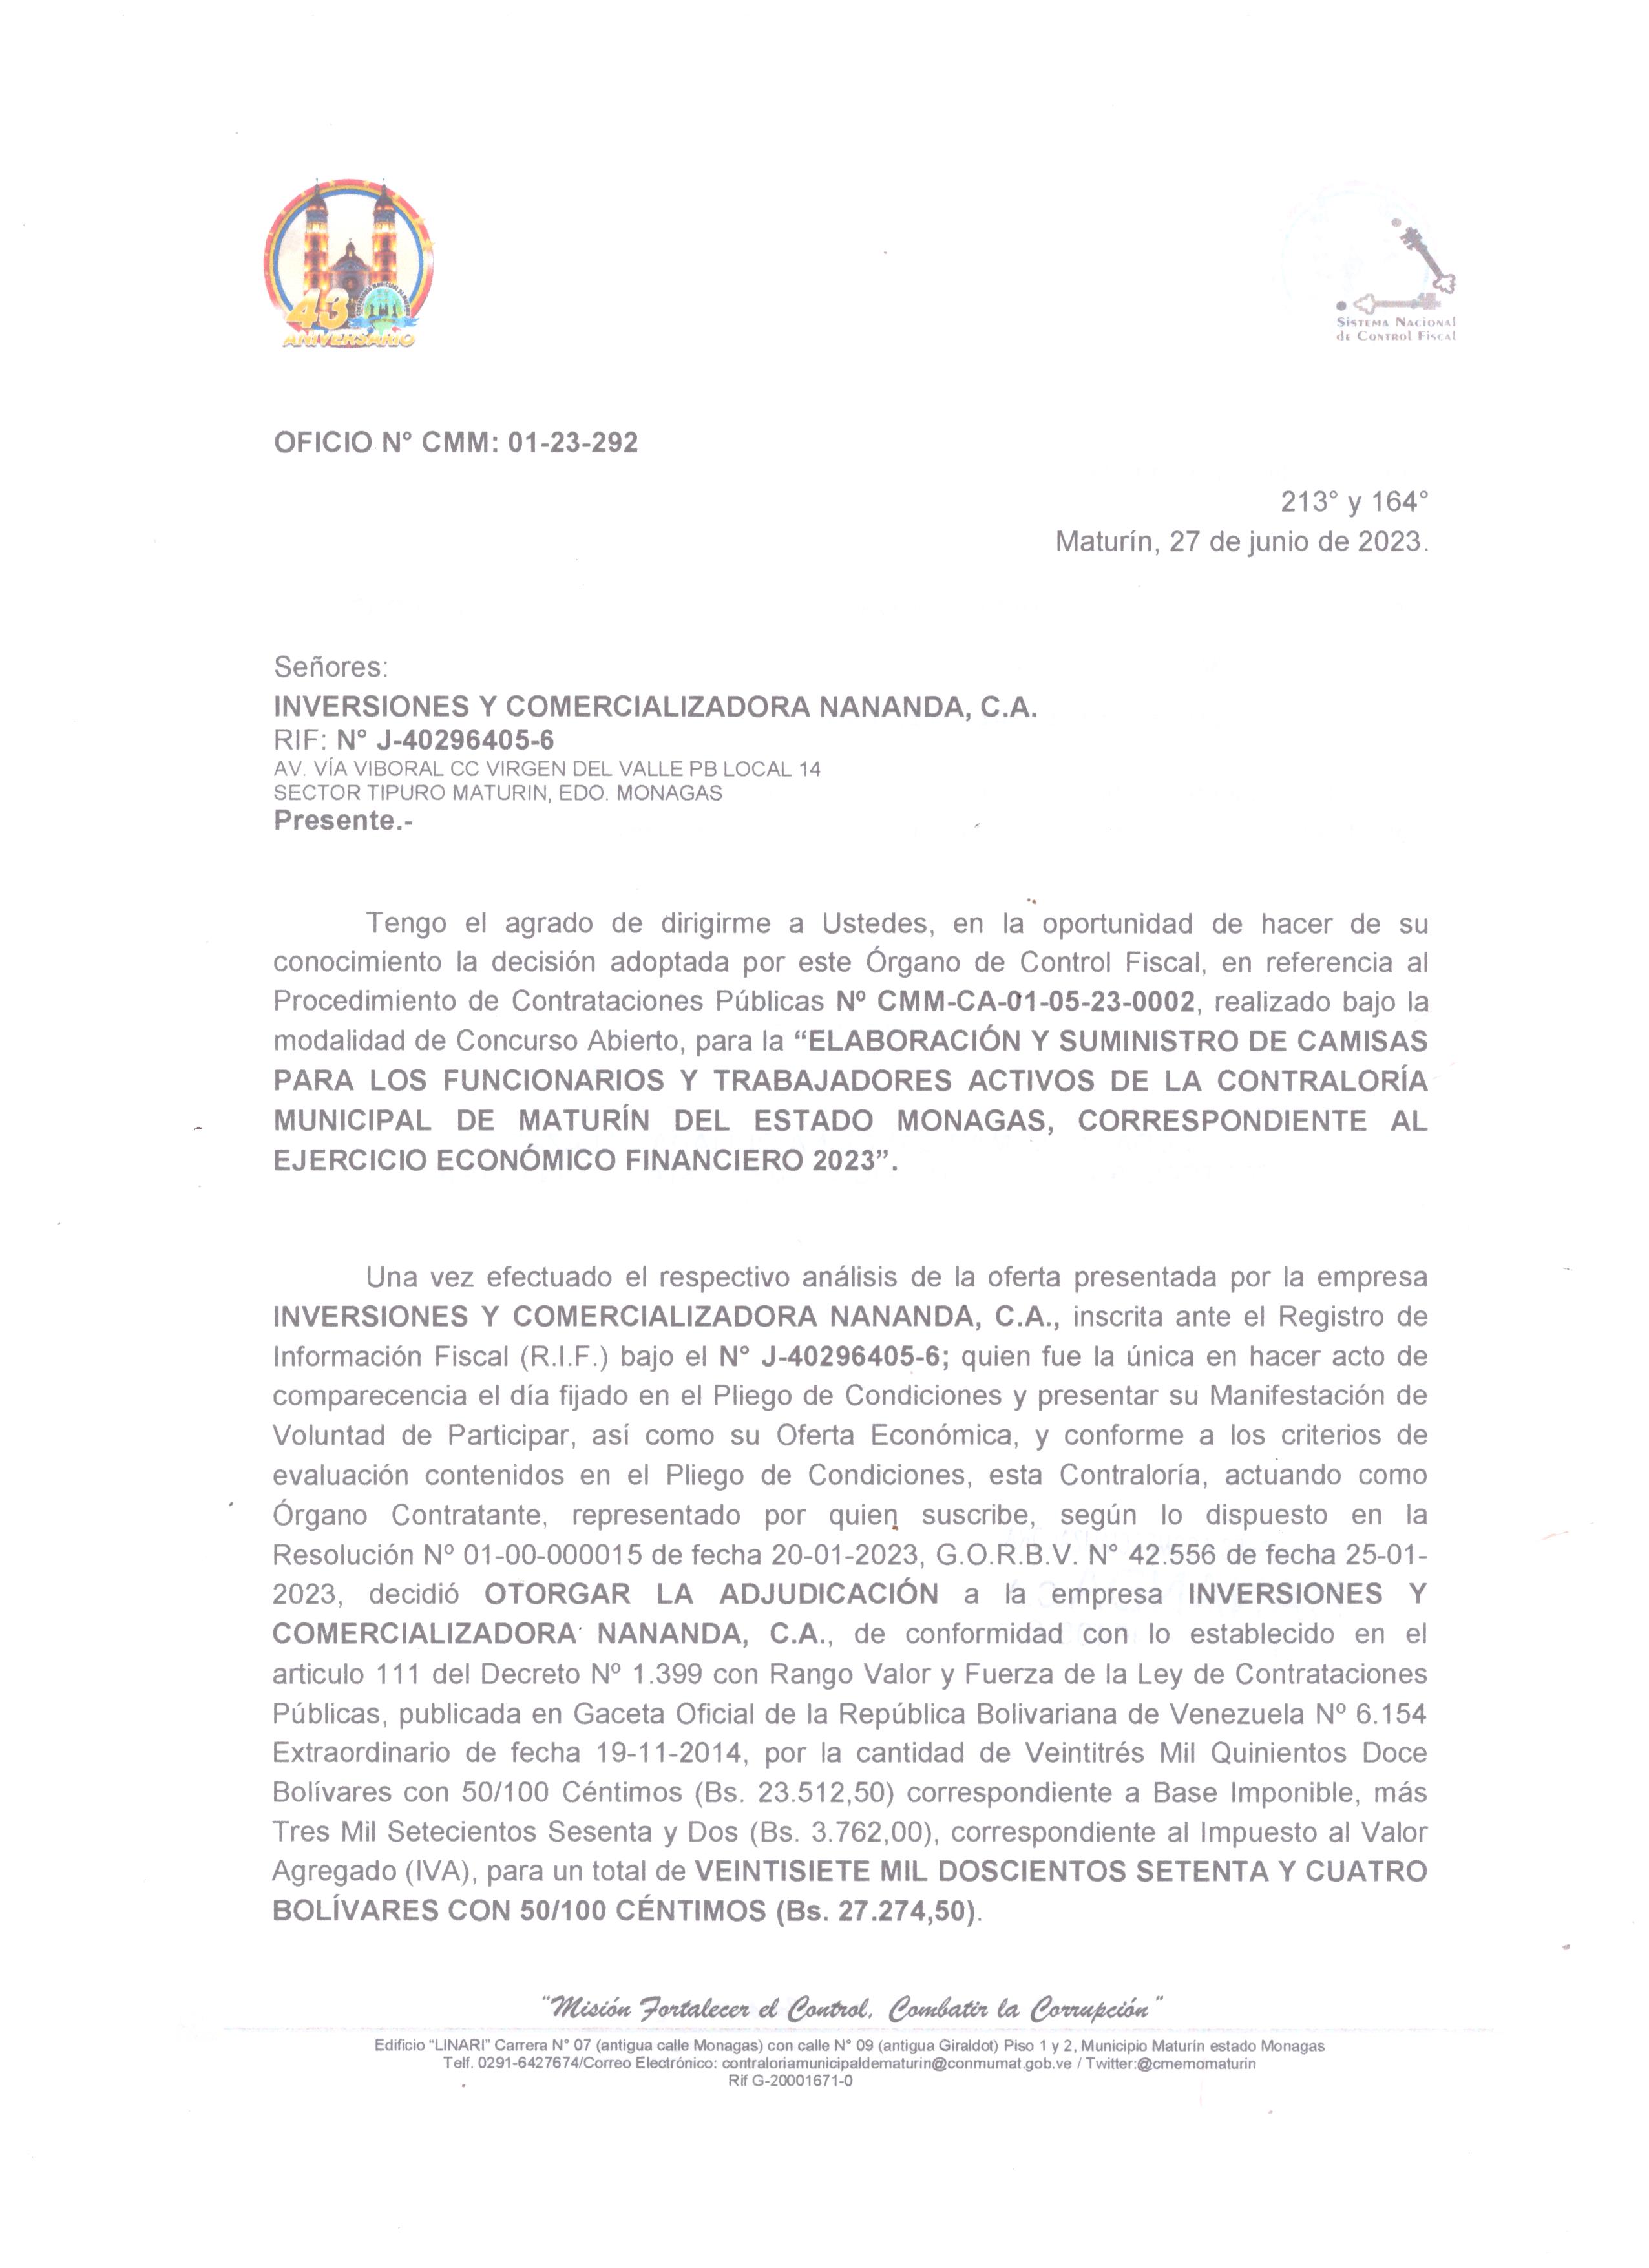 43
ANIVERSARIO
SISTEMA NACIONAL
DE CONTROL FISCAL
OFICIO N° CMM: 01-23-292
213° y 164°
Maturín, 27 de junio de 2023.
Señores:
INVERSIONES Y COMERCIALIZADORA NANANDA, C.A.
RIF: N° J-40296405-6
AV. VÍA VIBORAL CC VIRGEN DEL VALLE PB LOCAL 14
SECTOR TIPURO MATURIN, EDO. MONAGAS
Presente.-
Tengo el agrado de dirigirme a Ustedes, en la oportunidad de hacer de su
conocimiento la decisión adoptada por este Órgano de Control Fiscal, en referencia al
Procedimiento de Contrataciones Públicas Nº CMM-CA-01-05-23-0002, realizado bajo la
modalidad de Concurso Abierto, para la “ELABORACIÓN Y SUMINISTRO DE CAMISAS
PARA LOS FUNCIONARIOS Y TRABAJADORES ACTIVOS DE LA CONTRALORÍA
MUNICIPAL DE MATURÍN DEL ESTADO MONAGAS, CORRESPONDIENTE AL
EJERCICIO ECONÓMICO FINANCIERO 2023”.
Una vez efectuado el respectivo análisis de la oferta presentada por la empresa
INVERSIONES Y COMERCIALIZADORA NANANDA, C.A., inscrita ante el Registro de
Información Fiscal (R.I.F.) bajo el N° J-40296405-6; quien fue la única en hacer acto de
comparecencia el día fijado en el Pliego de Condiciones y presentar su Manifestación de
Voluntad de Participar, así como su Oferta Económica, y conforme a los criterios de
evaluación contenidos en el Pliego de Condiciones, esta Contraloría, actuando como
Órgano Contratante, representado por quien suscribe, según lo dispuesto en la
Resolución Nº 01-00-000015 de fecha 20-01-2023, G.O.R.B.V. N° 42.556 de fecha 25-01-
2023, decidió OTORGAR LA ADJUDICACIÓN a la empresa INVERSIONES Y
COMERCIALIZADORA NANANDA, C.A., de conformidad con lo establecido en el
articulo 111 del Decreto Nº 1.399 con Rango Valor y Fuerza de la Ley de Contrataciones
Públicas, publicada en Gaceta Oficial de la República Bolivariana de Venezuela Nº 6.154
Extraordinario de fecha 19-11-2014, por la cantidad de Veintitrés Mil Quinientos Doce
Bolívares con 50/100 Céntimos (Bs. 23.512,50) correspondiente a Base Imponible, más
Tres Mil Setecientos Sesenta y Dos (Bs. 3.762,00), correspondiente al Impuesto al Valor
Agregado (IVA), para un total de VEINTISIETE MIL DOSCIENTOS SETENTA Y CUATRO
BOLÍVARES CON 50/100 CÉNTIMOS (Bs. 27.274,50).
“Misión Fortalecer el Control, Combatir la Corrupción”
Edificio “LINARI” Carrera N° 07 (antigua calle Monagas) con calle N° 09 (antigua Giraldot) Piso 1 y 2, Municipio Maturín estado Monagas
Telf. 0291-6427674/Correo Electrónico: contraloriamunicipaldematurin@conmumat.gob.ve / Twitter:@cmemomaturin
Rif G-20001671-0